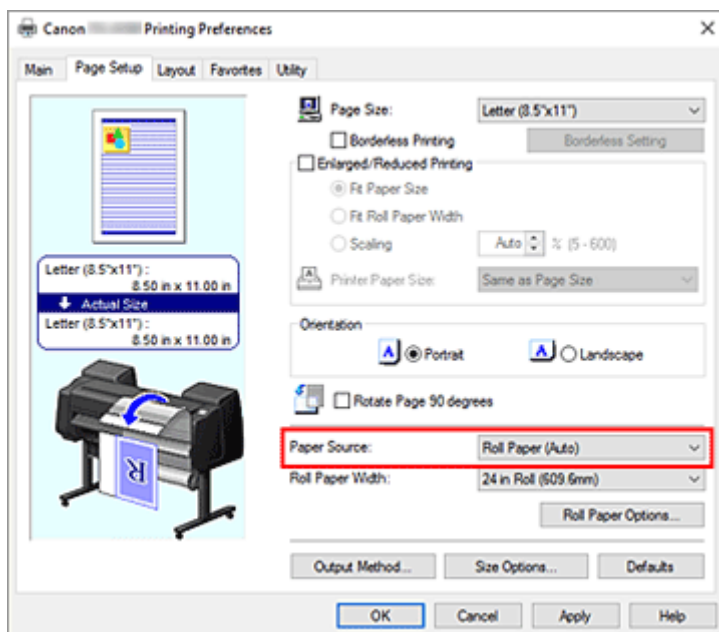 Canon Printing Preferences
Main Page Setup Layout Favorites Utility
Page Size: Letter (8.5"x11")
Borderless Printing Borderless Setting
Enlarged/Reduced Printing
Fit Paper Size
Fit Roll Paper Width
Scaling Auto % (5 - 600)
Printer Paper Size: Same as Page Size
Letter (8.5"x11") :
8.50 in x 11.00 in
Actual Size
Letter (8.5"x11") :
8.50 in x 11.00 in
Orientation
A Portrait A Landscape
Rotate Page 90 degrees
Paper Source: Roll Paper (Auto)
Roll Paper Width: 24 in Roll (609.6mm)
R
Roll Paper Options...
Output Method... Size Options... Defaults
OK Cancel Apply Help